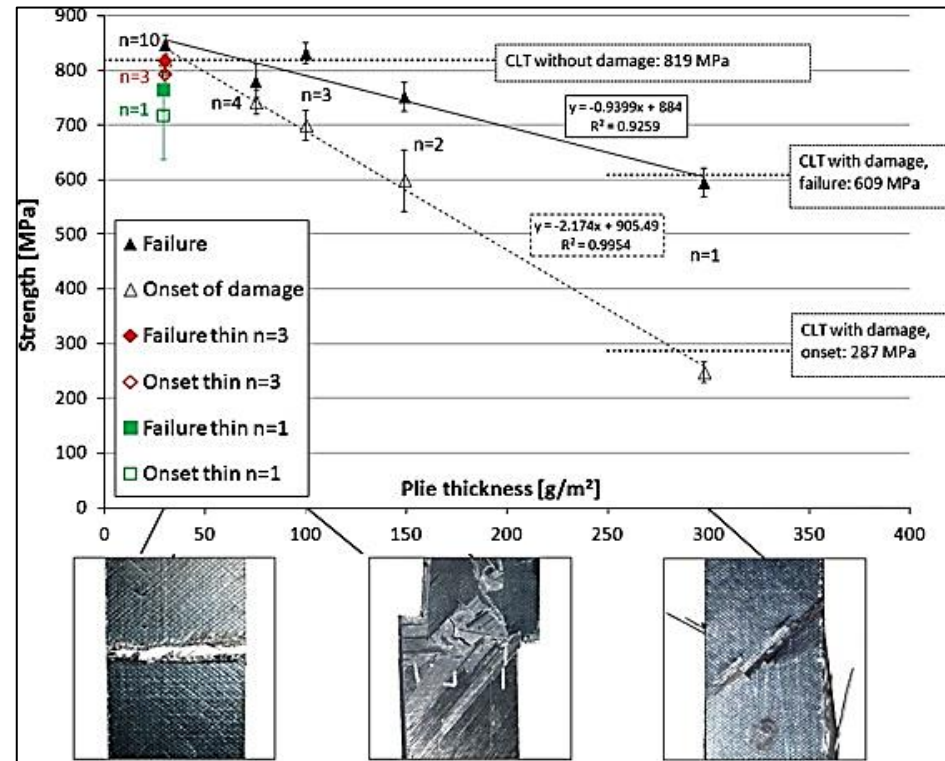 900
800
700
600
500
400
300
200
100
0
Strength [MPa]
n=10
n=3
n=1
n=4
n=3
n=2
n=1
CLT without damage: 819 MPa
y = -0.9399x + 884
R² = 0.9259
CLT with damage,
failure: 609 MPa
y = -2.174x + 905.49
R² = 0.9954
CLT with damage,
onset: 287 MPa
Failure
Onset of damage
Failure thin n=3
Onset thin n=3
Failure thin n=1
Onset thin n=1
Plie thickness [g/m²]
0 50 100 150 200 250 300 350 400